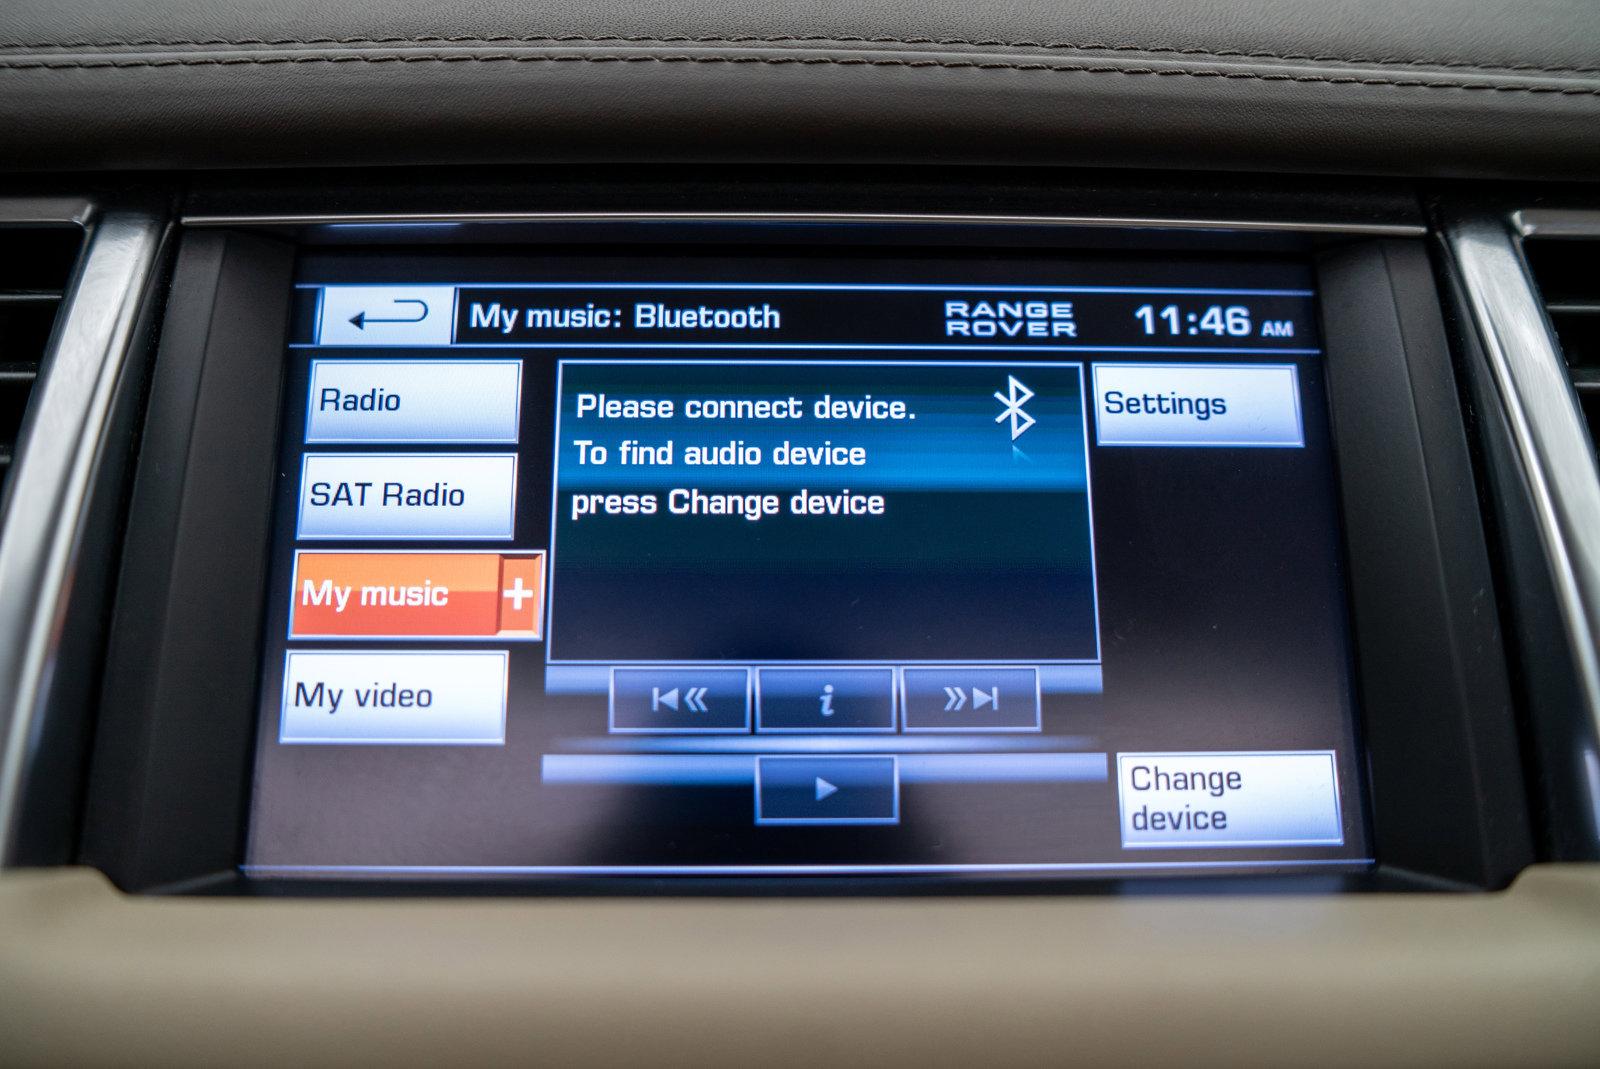 My music: Bluetooth
RANGE
ROVER
11:46 AM
Radio
SAT Radio
My music +
My video
Please connect device.
To find audio device
press Change device
Settings
i
Change
device